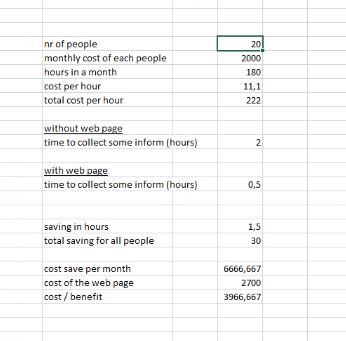 nr of people 20
monthly cost of each people 2000
hours in a month 180
cost per hour 11,1
total cost per hour 222
without web page
time to collect some inform (hours) 2
with web page
time to collect some inform (hours) 0,5
saving in hours 1,5
total saving for all people 30
cost save per month 6666,667
cost of the web page 2700
cost / benefit 3966,667